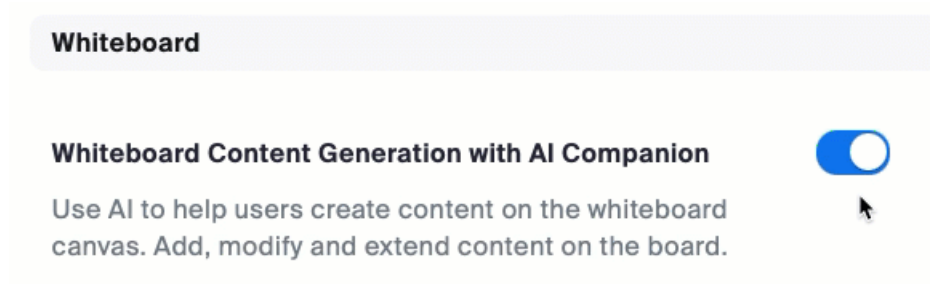 Whiteboard
Whiteboard Content Generation with AI Companion
Use AI to help users create content on the whiteboard
canvas. Add, modify and extend content on the board.